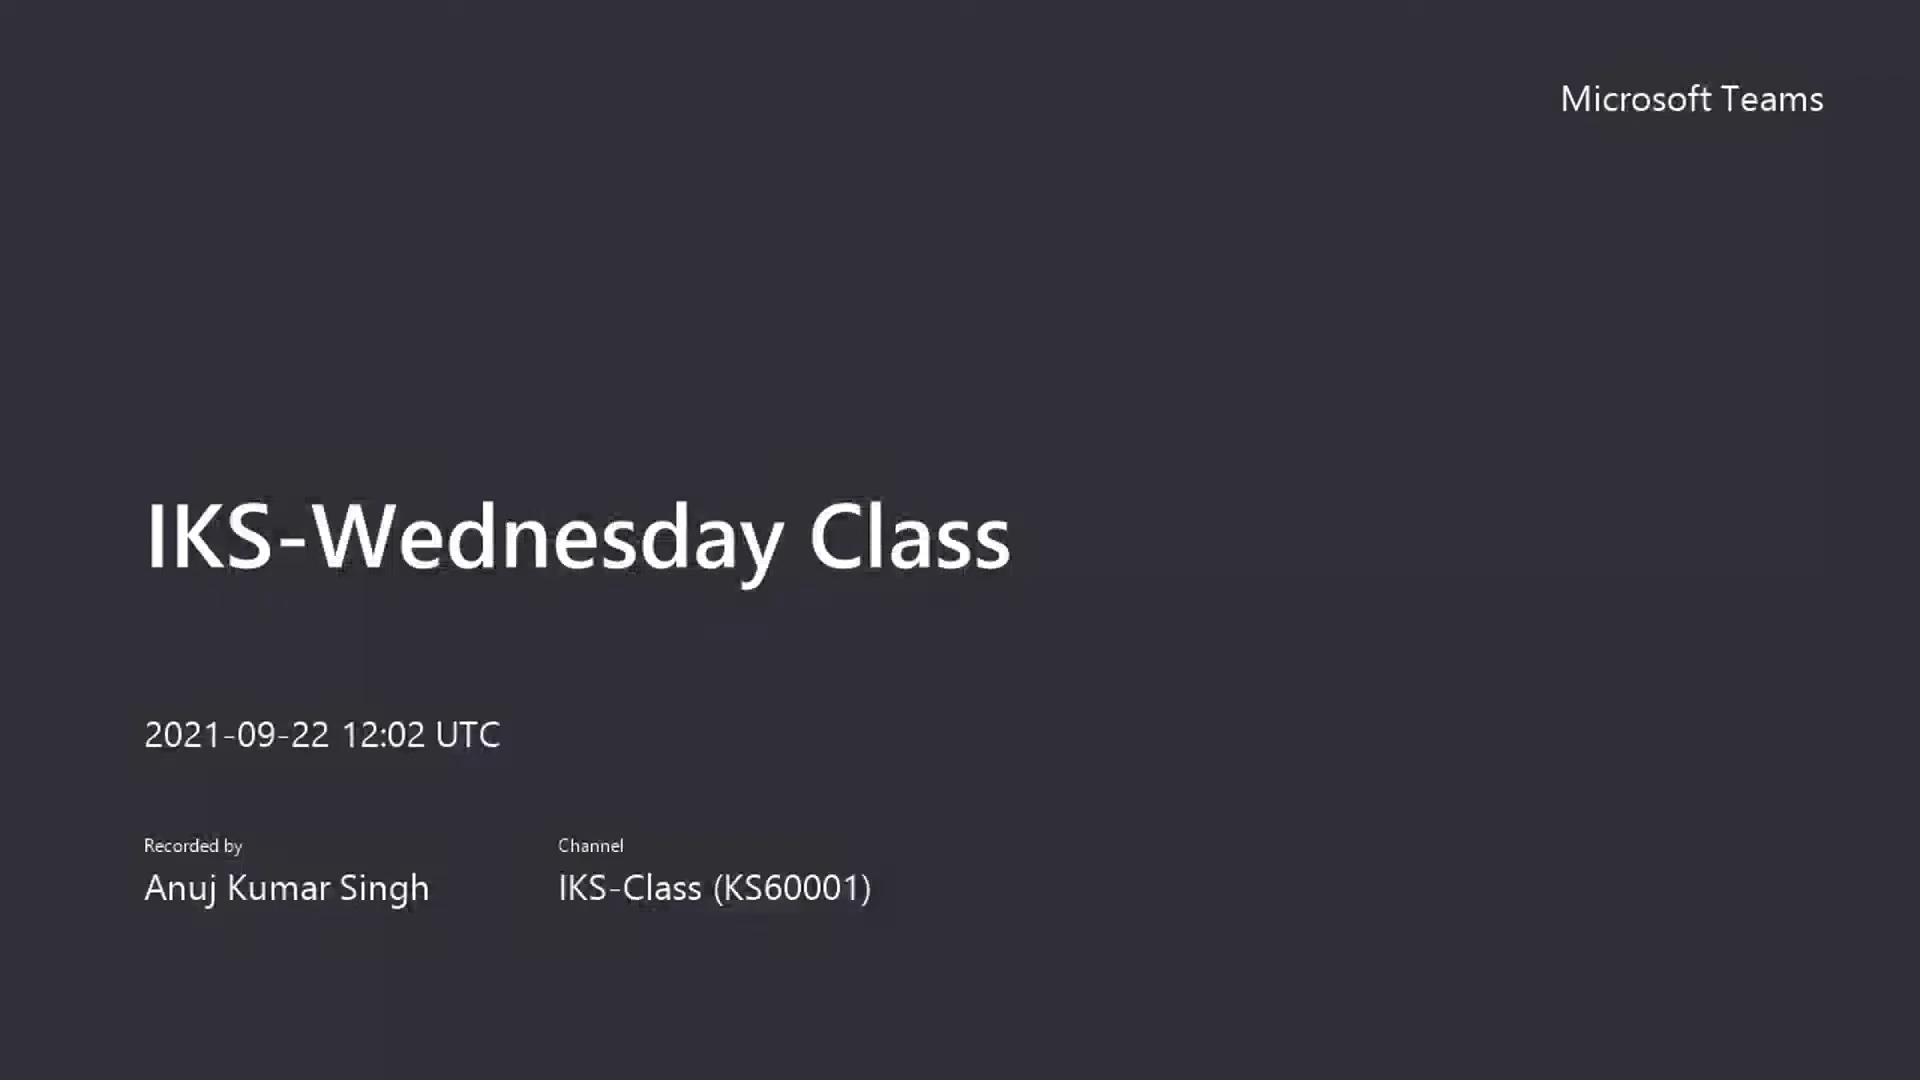 Microsoft Teams
IKS-Wednesday Class
2021-09-22 12:02 UTC
Recorded by
Channel
Anuj Kumar Singh
IKS-Class (KS60001)